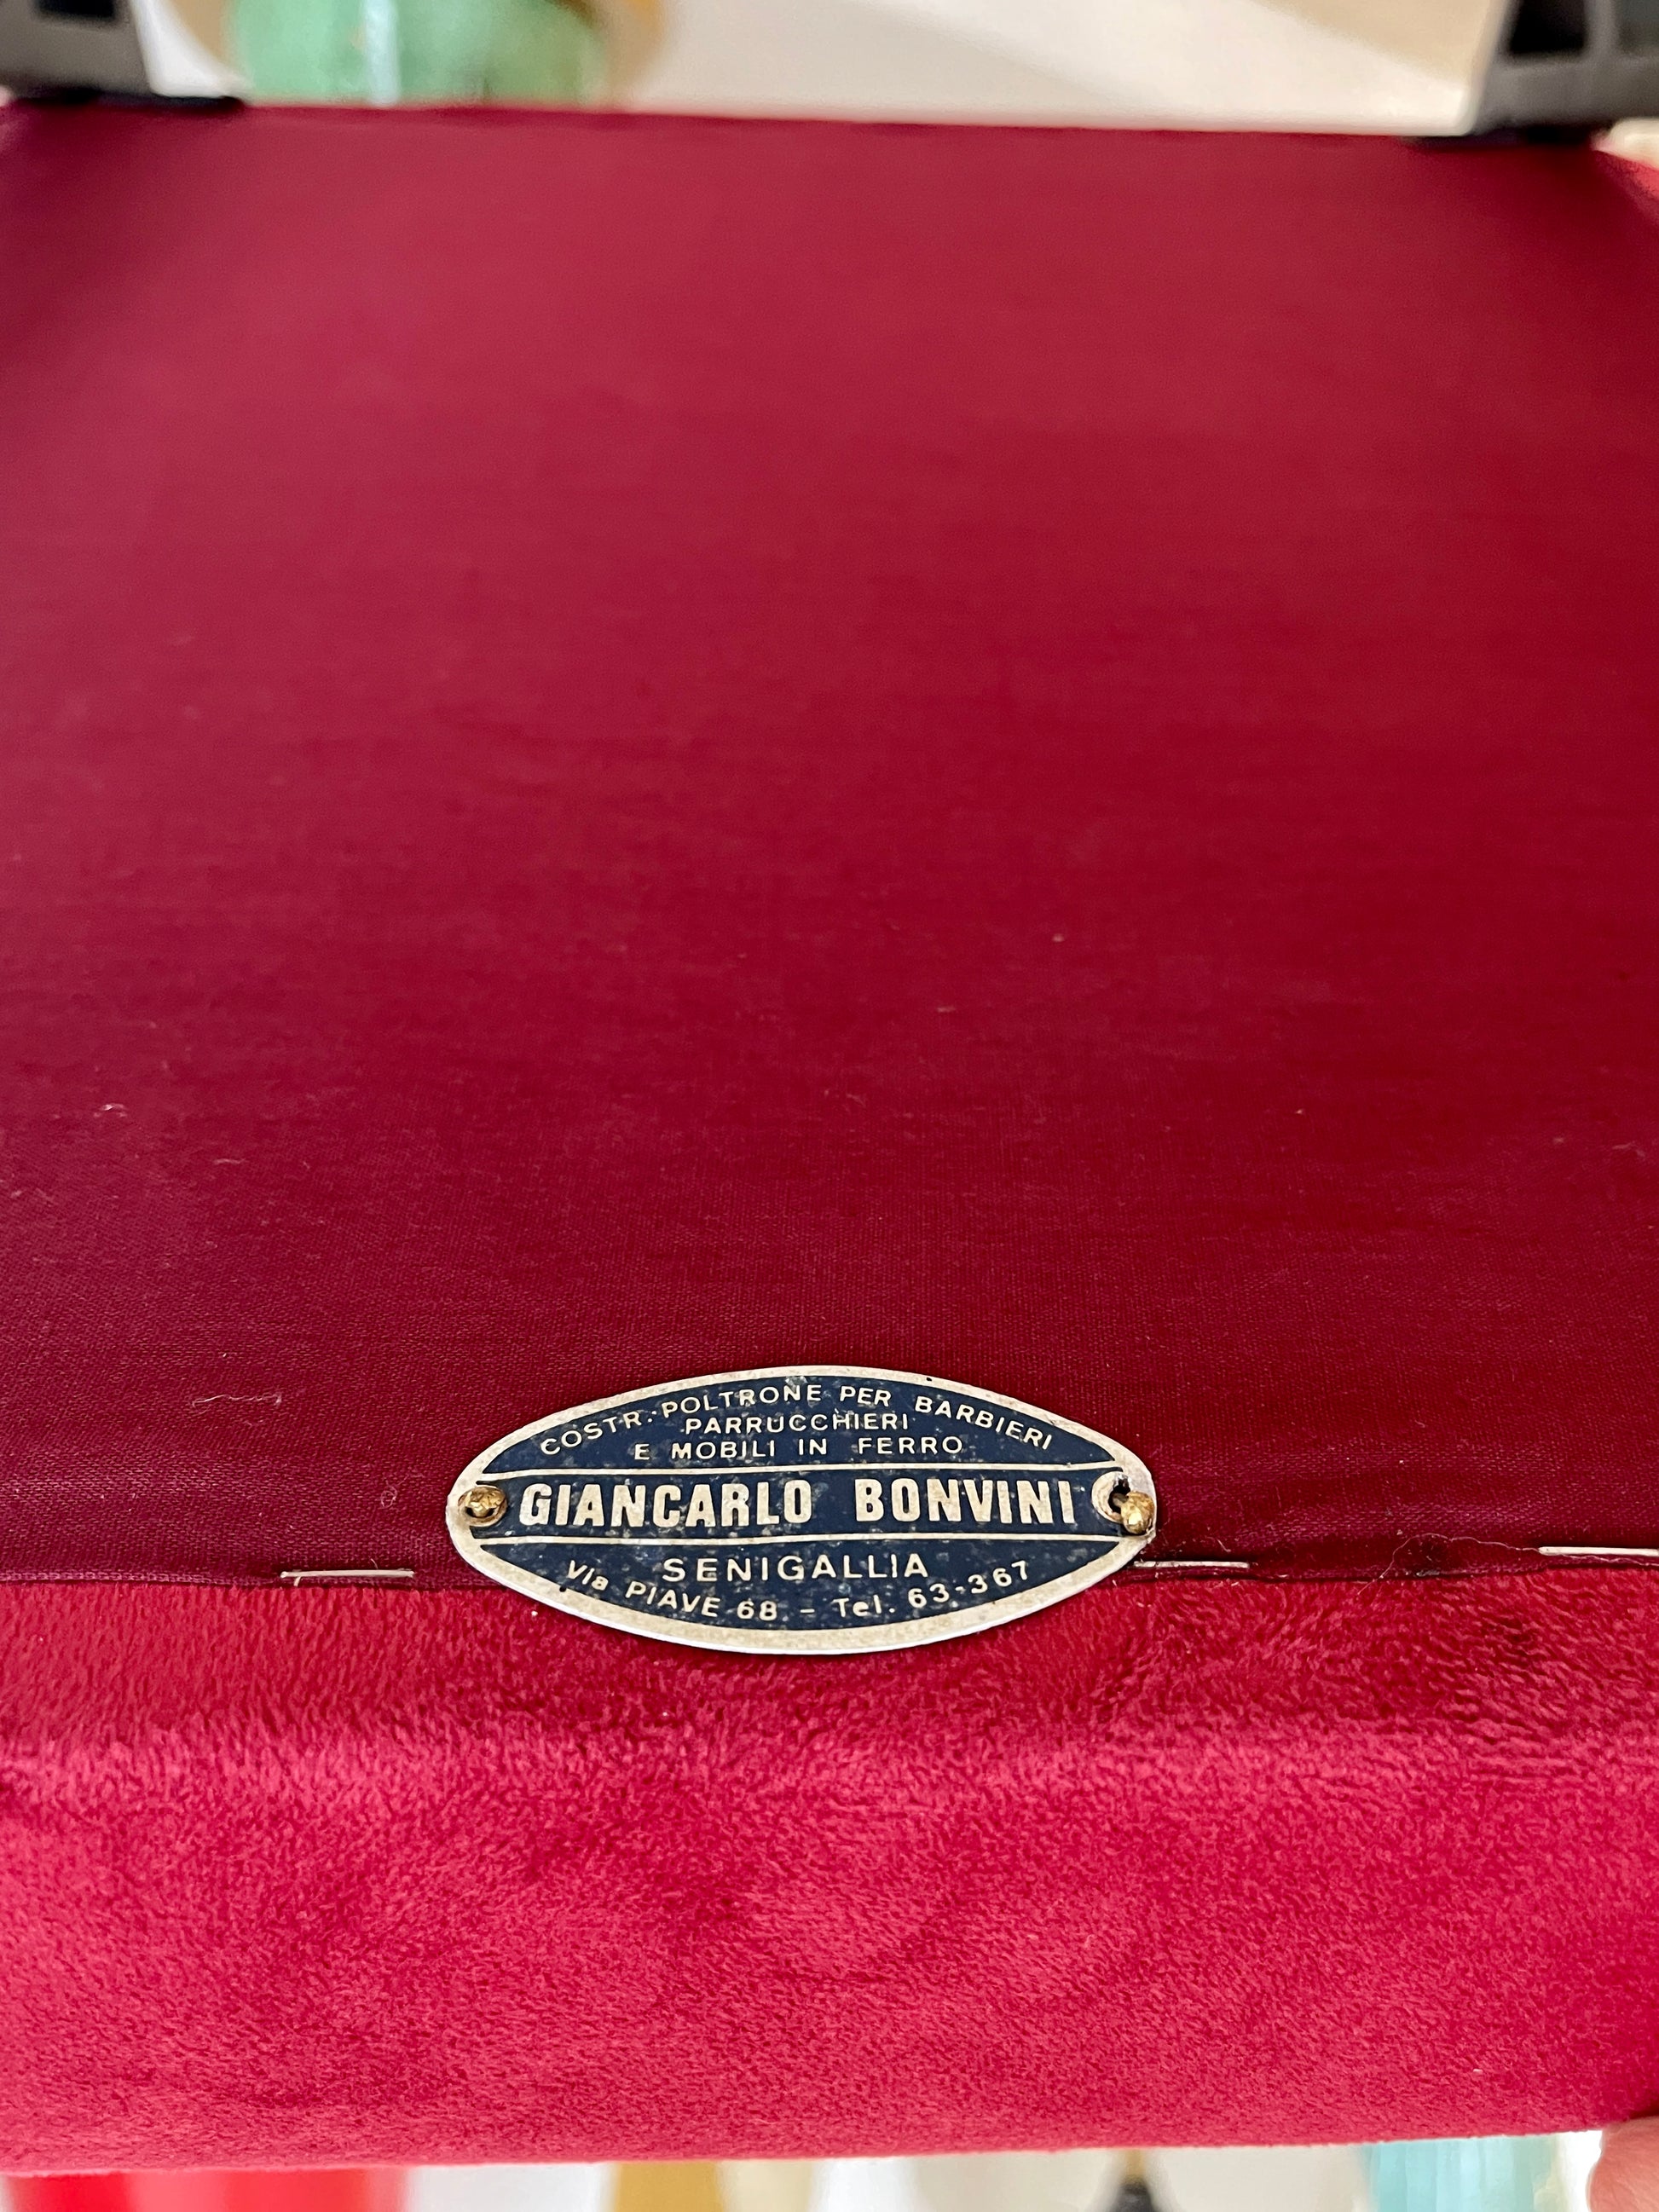 COSTR. POLTRONE PER BARBIERI
PARRUCCHIERI
E MOBILI IN FERRO
GIANCARLO BONVINI
SENIGALLIA
Via PIAVE 68 - Tel. 63-367